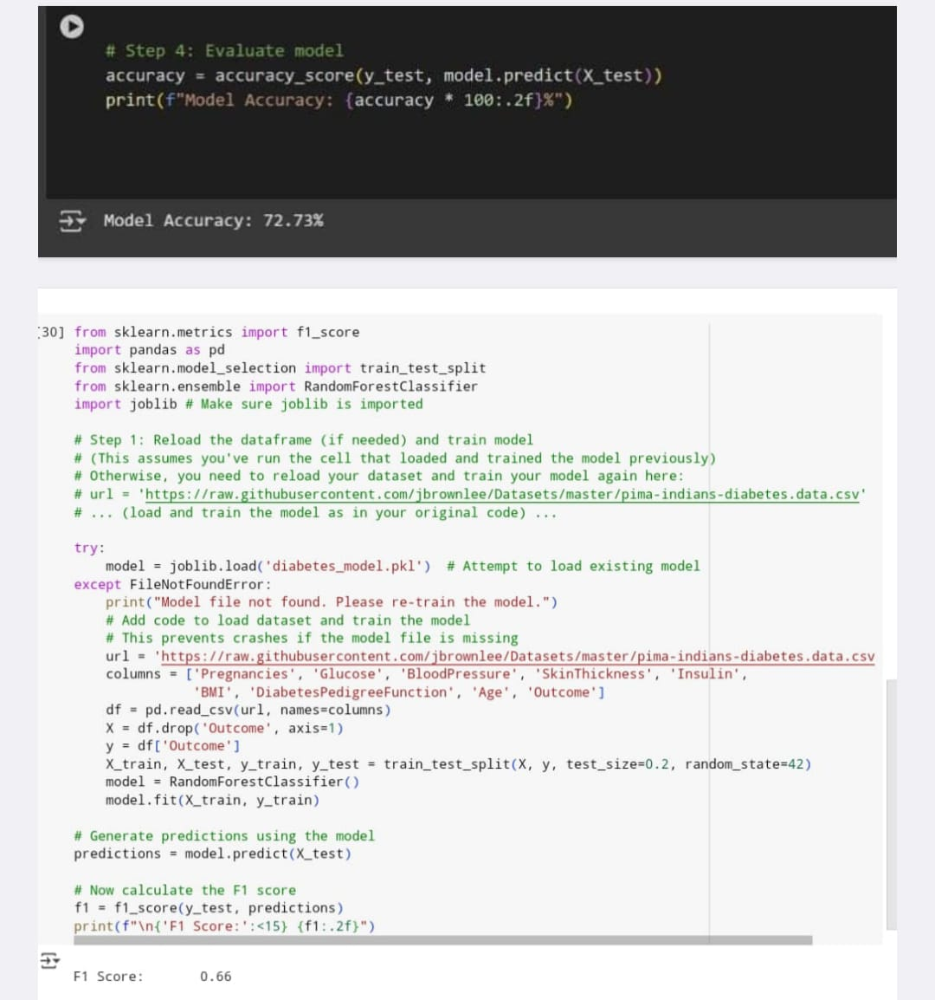 # Step 4: Evaluate model
accuracy = accuracy_score(y_test, model.predict(X_test))
print(f"Model Accuracy: {accuracy * 100:.2f}%")
Model Accuracy: 72.73%
[30] from sklearn.metrics import f1_score
import pandas as pd
from sklearn.model_selection import train_test_split
from sklearn.ensemble import RandomForestClassifier
import joblib # Make sure joblib is imported
# Step 1: Reload the dataframe (if needed) and train model
# (This assumes you've run the cell that loaded and trained the model previously)
# Otherwise, you need to reload your dataset and train your model again here:
# url = 'https://raw.githubusercontent.com/jbrownlee/Datasets/master/pima-indians-diabetes.data.csv'
# ... (load and train the model as in your original code) ...
try:
    model = joblib.load('diabetes_model.pkl')  # Attempt to load existing model
except FileNotFoundError:
    print("Model file not found. Please re-train the model.")
    # Add code to load dataset and train the model
    # This prevents crashes if the model file is missing
    url = 'https://raw.githubusercontent.com/jbrownlee/Datasets/master/pima-indians-diabetes.data.csv
    columns = ['Pregnancies', 'Glucose', 'BloodPressure', 'SkinThickness', 'Insulin',
               'BMI', 'DiabetesPedigreeFunction', 'Age', 'Outcome']
    df = pd.read_csv(url, names=columns)
    X = df.drop('Outcome', axis=1)
    y = df['Outcome']
    X_train, X_test, y_train, y_test = train_test_split(X, y, test_size=0.2, random_state=42)
    model = RandomForestClassifier()
    model.fit(X_train, y_train)
# Generate predictions using the model
predictions = model.predict(X_test)
# Now calculate the F1 score
f1 = f1_score(y_test, predictions)
print(f"\n{'F1 Score:':<15} {f1:.2f}")
F1 Score:       0.66